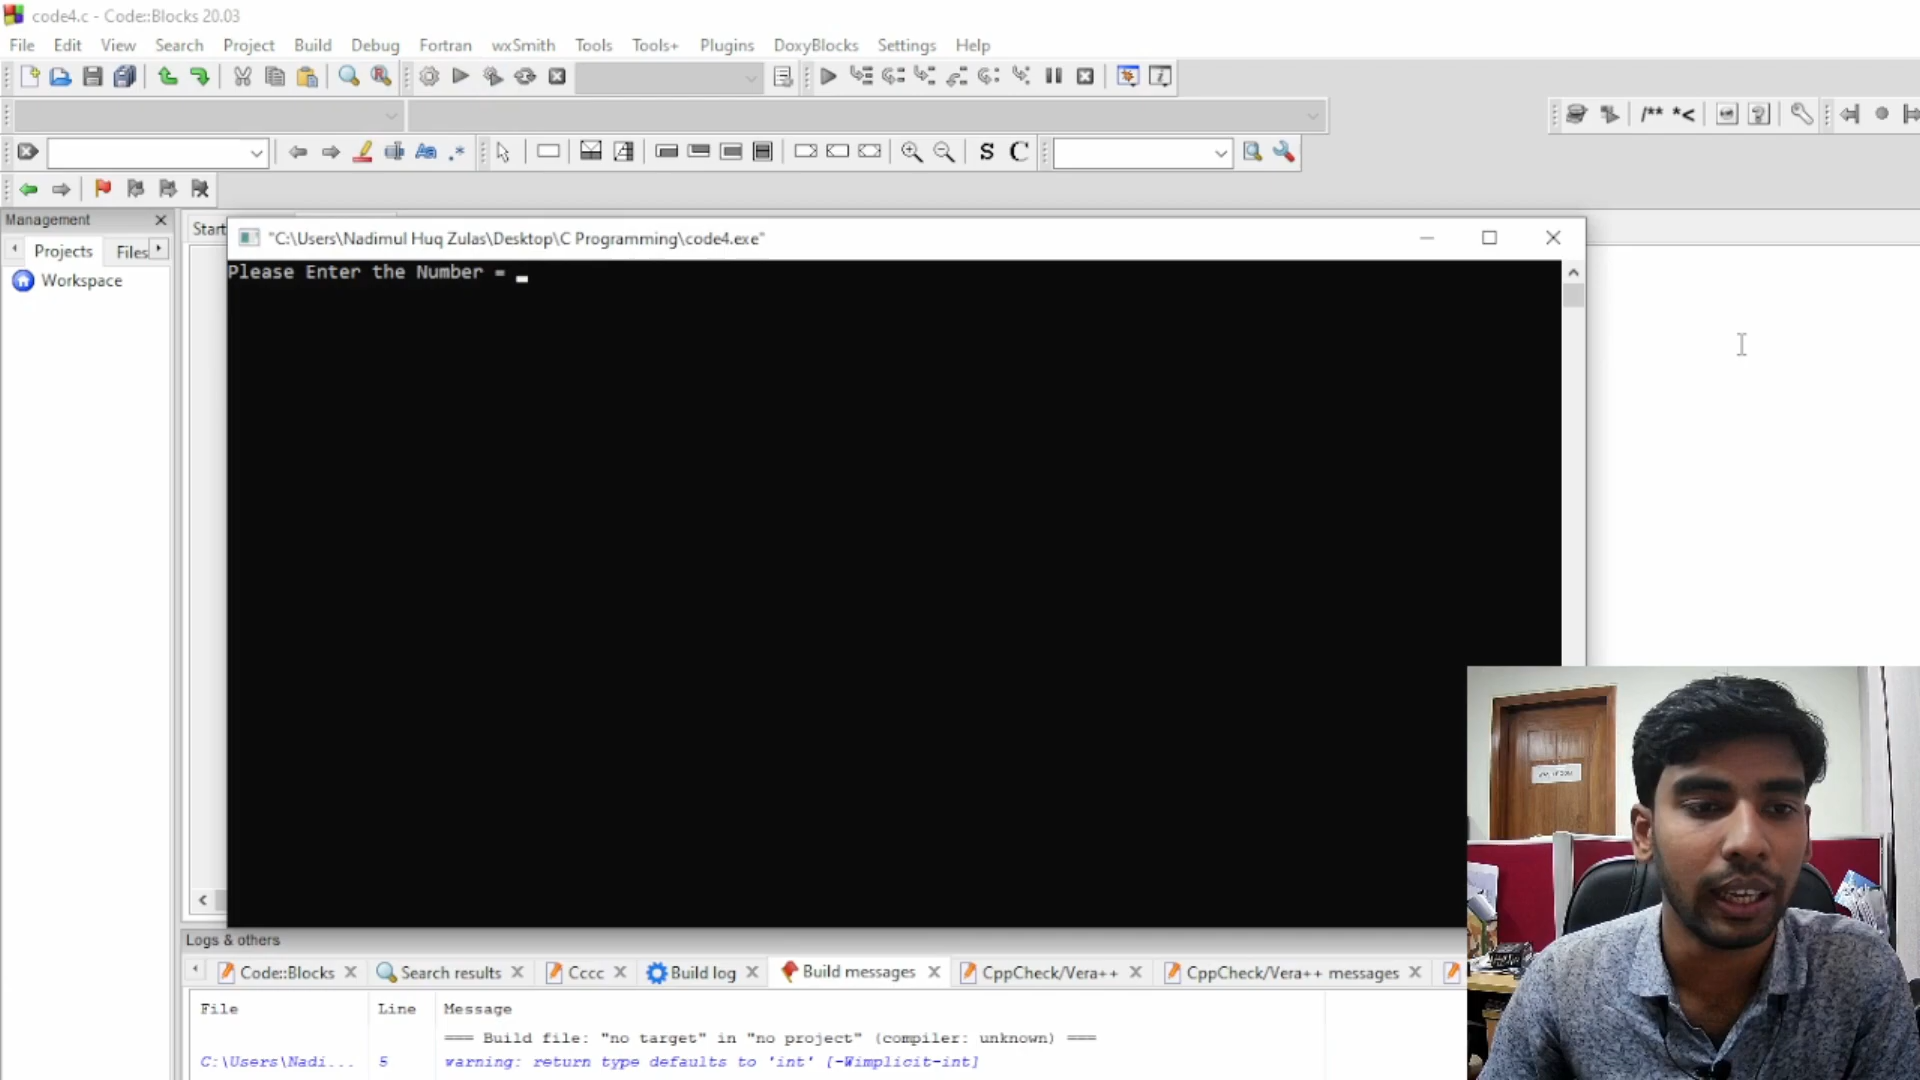 code4.c - Code::Blocks 20.03
File Edit View Search Project Build Debug Fortran wxSmith Tools Tools+ Plugins DoxyBlocks Settings Help
/** *<
S C
Management
Start
Projects Files
Workspace
"C:\Users\Nadimul Huq Zulas\Desktop\C Programming\code4.exe"
Please Enter the Number = _
Logs & others
Code::Blocks Search results Cccc Build log Build messages CppCheck/Vera++ CppCheck/Vera++ messages
File Line Message
=== Build file: "no target" in "no project" (compiler: unknown) ===
C:\Users\Nadi... 5 warning: return type defaults to 'int' [-Wimplicit-int]